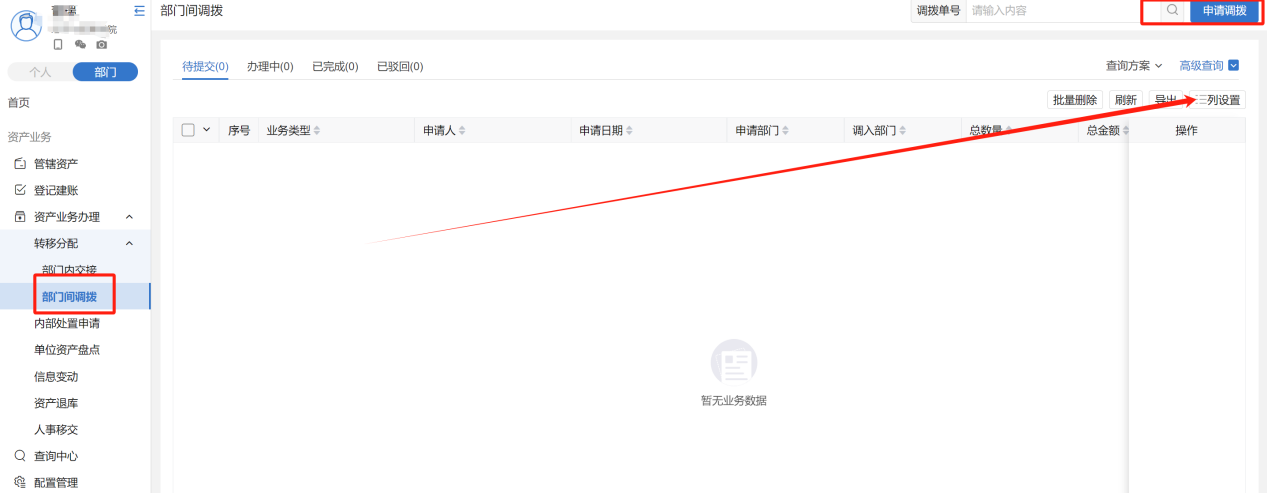 院
个人 部门
首页
资产业务
管辖资产
登记建账
资产业务办理
转移分配
部门内交接
部门间调拨
内部处置申请
单位资产盘点
信息变动
资产退库
人事移交
查询中心
配置管理
部门间调拨
调拨单号 请输入内容 申请调拨
待提交(0) 办理中(0) 已完成(0) 已驳回(0) 查询方案 高级查询
批量删除 刷新 导出 列设置
序号 业务类型 申请人 申请日期 申请部门 调入部门 总数量 总金额 操作
暂无业务数据